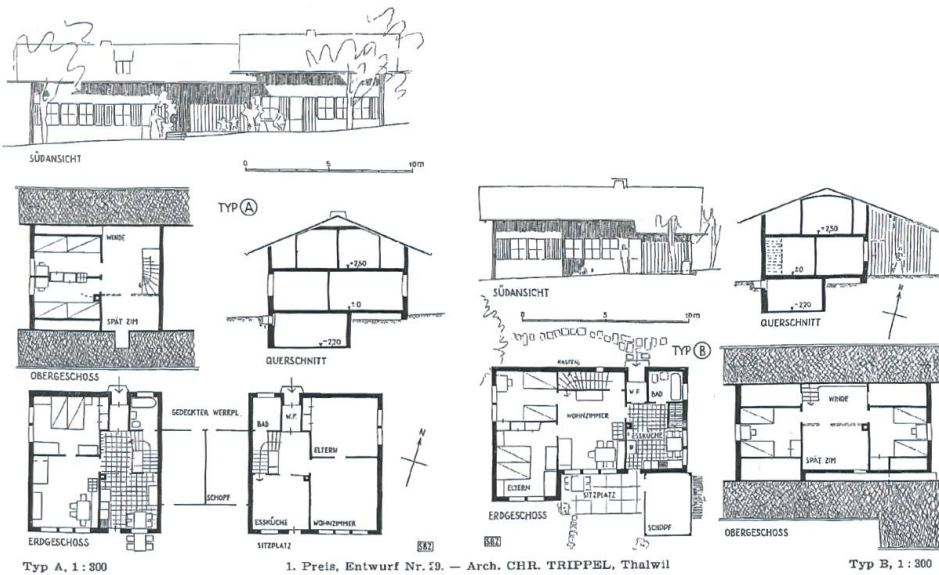 SÜDANSICHT
0 5 10m
TYP A
WINDE
SPÄT ZIM
OBERGESCHOSS
+2,50
±0
-2,20
QUERSCHNITT
GEDECKTER WERKPL.
SCHOPF
ERDGESCHOSS
BAD
W.F.
ELTERN
ESSKÜCHE
WOHNZIMMER
SITZPLATZ
N
SBZ
SÜDANSICHT
0 5 10m
+2,50
±0
-2,20
QUERSCHNITT
N
TYP B
KASTEN
WOHNZIMMER
W.F.
BAD
ESSKÜCHE
ELTERN
SITZPLATZ
SCHOPF
ERDGESCHOSS
SBZ
WINDE
SPÄT ZIM
OBERGESCHOSS
Typ A, 1 : 300
1. Preis, Entwurf Nr. 29. — Arch. CHR. TRIPPEL, Thalwil
Typ B, 1 : 300